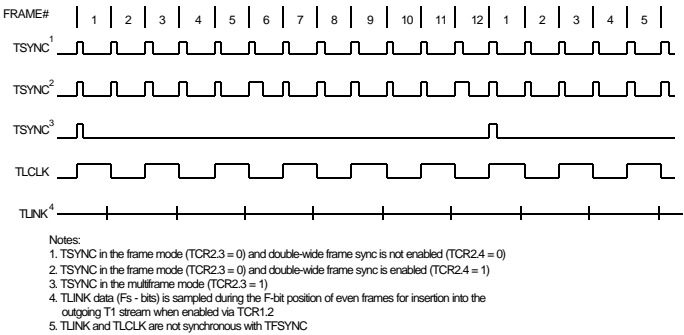 FRAME# 1 2 3 4 5 6 7 8 9 10 11 12 1 2 3 4 5
TSYNC1
TSYNC2
TSYNC3
TLCLK
TLINK4
Notes:
1. TSYNC in the frame mode (TCR2.3 = 0) and double-wide frame sync is not enabled (TCR2.4 = 0)
2. TSYNC in the frame mode (TCR2.3 = 0) and double-wide frame sync is enabled (TCR2.4 = 1)
3. TSYNC in the multiframe mode (TCR2.3 = 1)
4. TLINK data (Fs - bits) is sampled during the F-bit position of even frames for insertion into the
outgoing T1 stream when enabled via TCR1.2
5. TLINK and TLCLK are not synchronous with TFSYNC